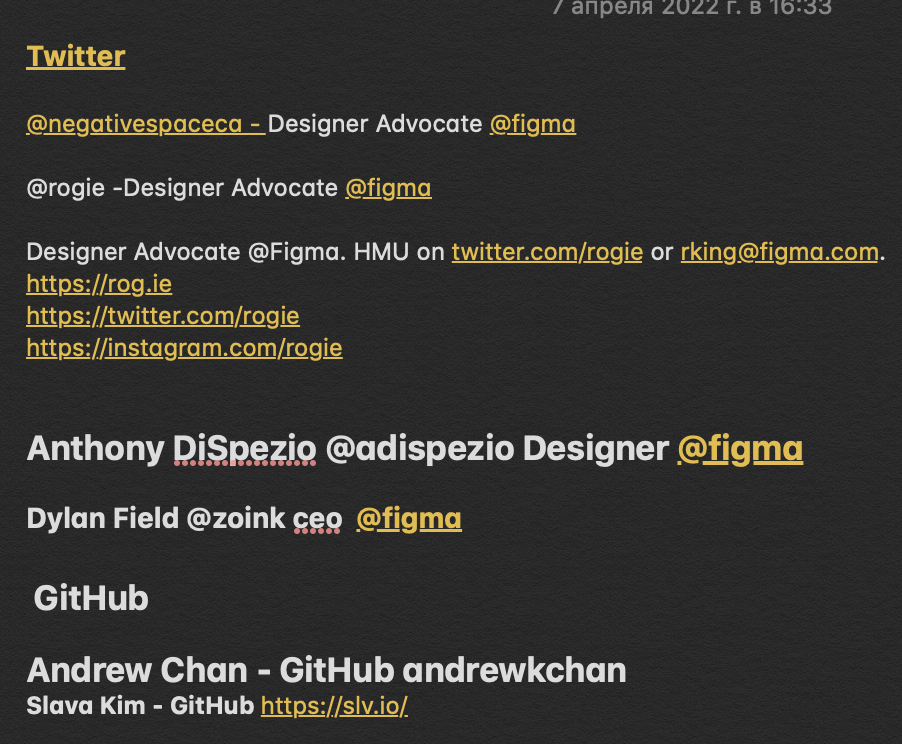 7 апреля 2022 г. в 16:33
Twitter
@negativespaceca - Designer Advocate @figma
@rogie -Designer Advocate @figma
Designer Advocate @Figma. HMU on twitter.com/rogie or rking@figma.com.
https://rog.ie
https://twitter.com/rogie
https://instagram.com/rogie
Anthony DiSpezio @adispezio Designer @figma
Dylan Field @zoink ceo @figma
GitHub
Andrew Chan - GitHub andrewkchan
Slava Kim - GitHub https://slv.io/